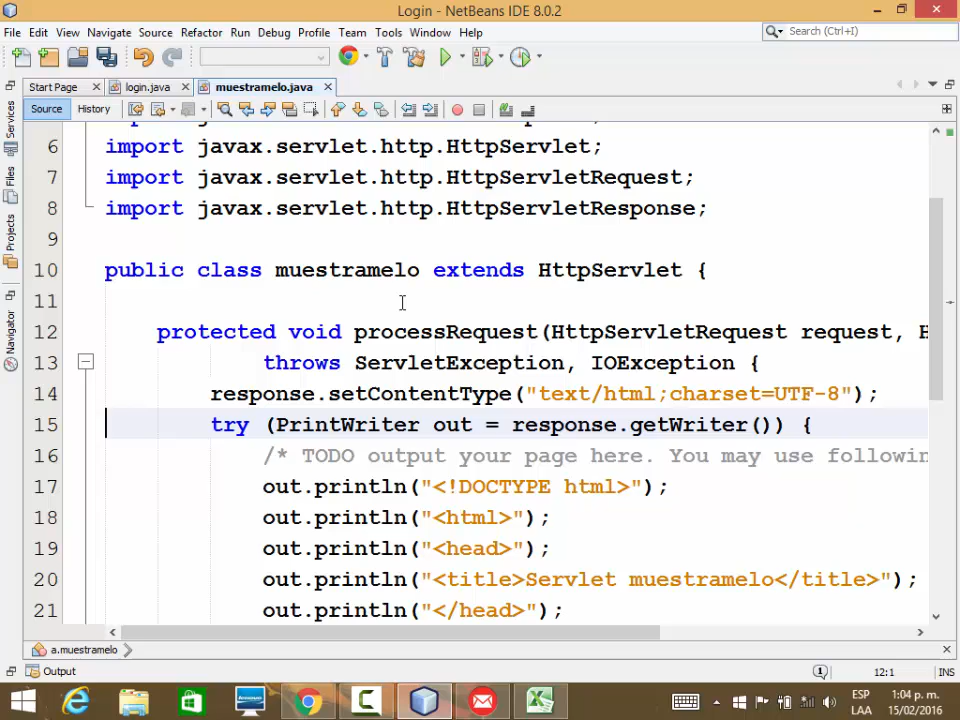 Login - NetBeans IDE 8.0.2
File Edit View Navigate Source Refactor Run Debug Profile Team Tools Window Help
Search (Ctrl+I)
Start Page login.java muestramelo.java
Source History
Services
Files
Projects
Navigator
6 import javax.servlet.http.HttpServlet;
7 import javax.servlet.http.HttpServletRequest;
8 import javax.servlet.http.HttpServletResponse;
9
10 public class muestramelo extends HttpServlet {
11
12 protected void processRequest(HttpServletRequest request, H
13 throws ServletException, IOException {
14 response.setContentType("text/html;charset=UTF-8");
15 try (PrintWriter out = response.getWriter()) {
16 /* TODO output your page here. You may use followin
17 out.println("<!DOCTYPE html>");
18 out.println("<html>");
19 out.println("<head>");
20 out.println("<title>Servlet muestramelo</title>");
21 out.println("</head>");
a.muestramelo
Output
1
12:1 INS
ESP 1:04 p. m.
LAA 15/02/2016